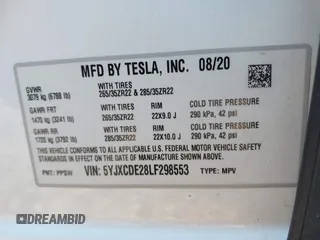 MFD BY TESLA, INC. 08/20
GVWR
3079 kg (6788 lb)
WITH TIRES
265/35ZR22 & 285/35ZR22
GAWR FRT
1470 kg (3241 lb)
WITH TIRES
265/35ZR22
RIM
22X9.0 J
COLD TIRE PRESSURE
290 kPa, 42 psi
GAWR RR
1720 kg (3792 lb)
WITH TIRES
285/35ZR22
RIM
22X10.0 J
COLD TIRE PRESSURE
290 kPa, 42 psi
THIS VEHICLE CONFORMS TO ALL APPLICABLE U.S. FEDERAL MOTOR VEHICLE
SAFETY STANDARDS IN EFFECT ON THE DATE OF MANUFACTURE SHOWN ABOVE.
PNT: PPSW
VIN: 5YJXCDE28LF298553
TYPE: MPV
DREAMBID